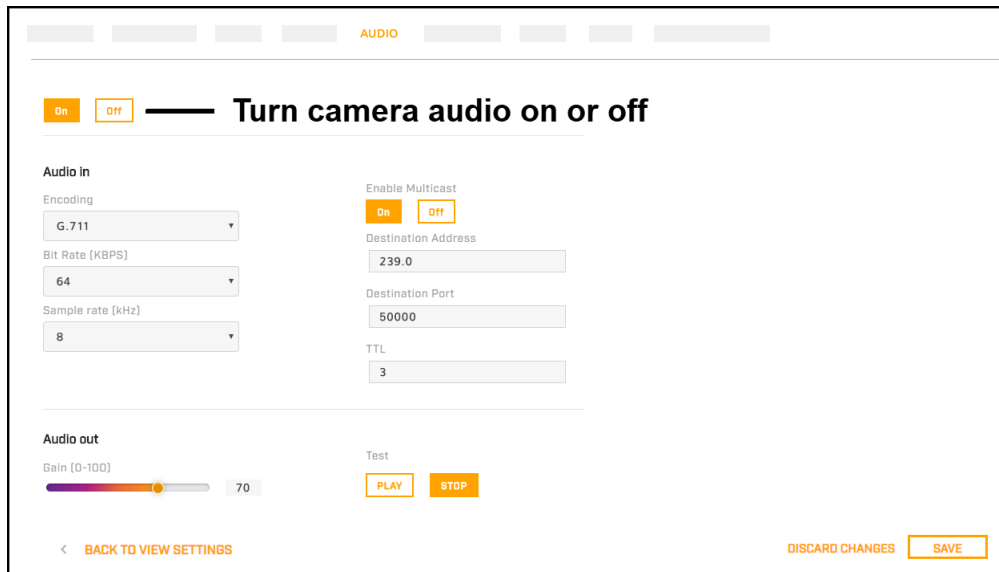 AUDIO
On Off Turn camera audio on or off
Audio in
Encoding
G.711
Bit Rate [KBPS]
64
Sample rate [kHz]
8
Enable Multicast
On Off
Destination Address
239.0
Destination Port
50000
TTL
3
Audio out
Gain [0-100]
70
Test
PLAY STOP
< BACK TO VIEW SETTINGS
DISCARD CHANGES SAVE